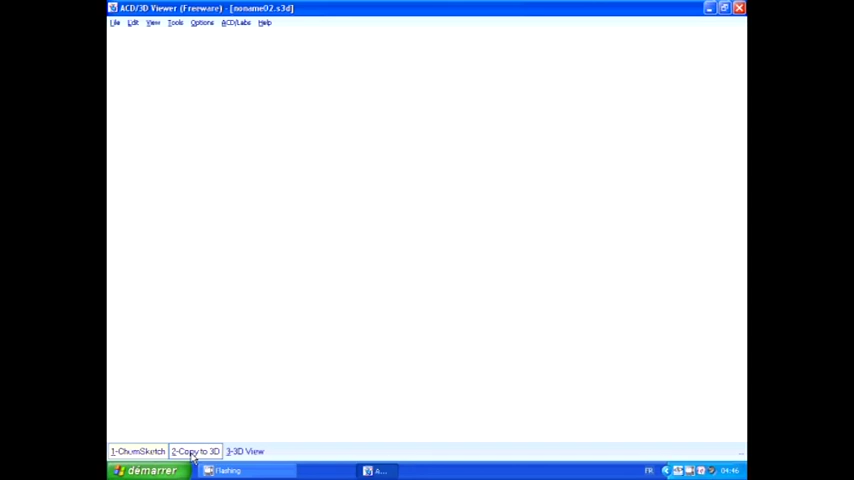 ACD/3D Viewer (Freeware) - [noname02.s3d]
File Edit View Tools Options ACD/Labs Help
1-ChemSketch 2-Copy to 3D 3-3D View
démarrer Flashing A... FR 04:46